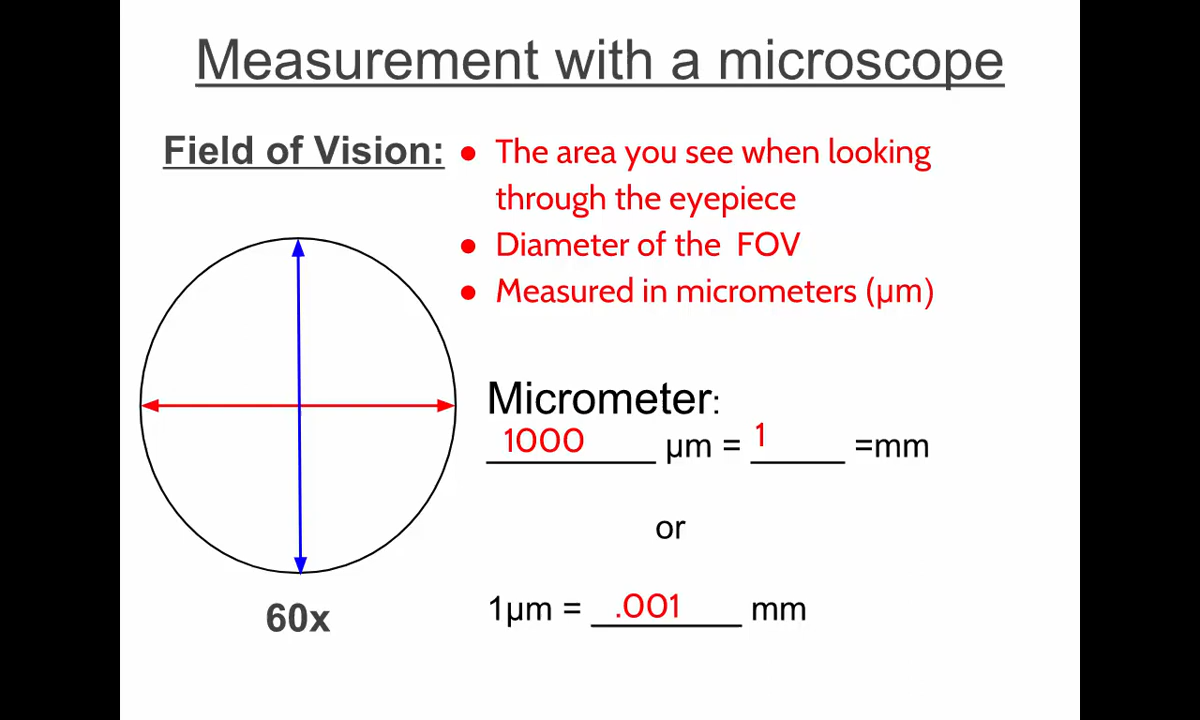 Measurement with a microscope
Field of Vision:
● The area you see when looking
through the eyepiece
● Diameter of the FOV
● Measured in micrometers (µm)
Micrometer:
1000 µm = 1 =mm
or
1µm = .001 mm
60x